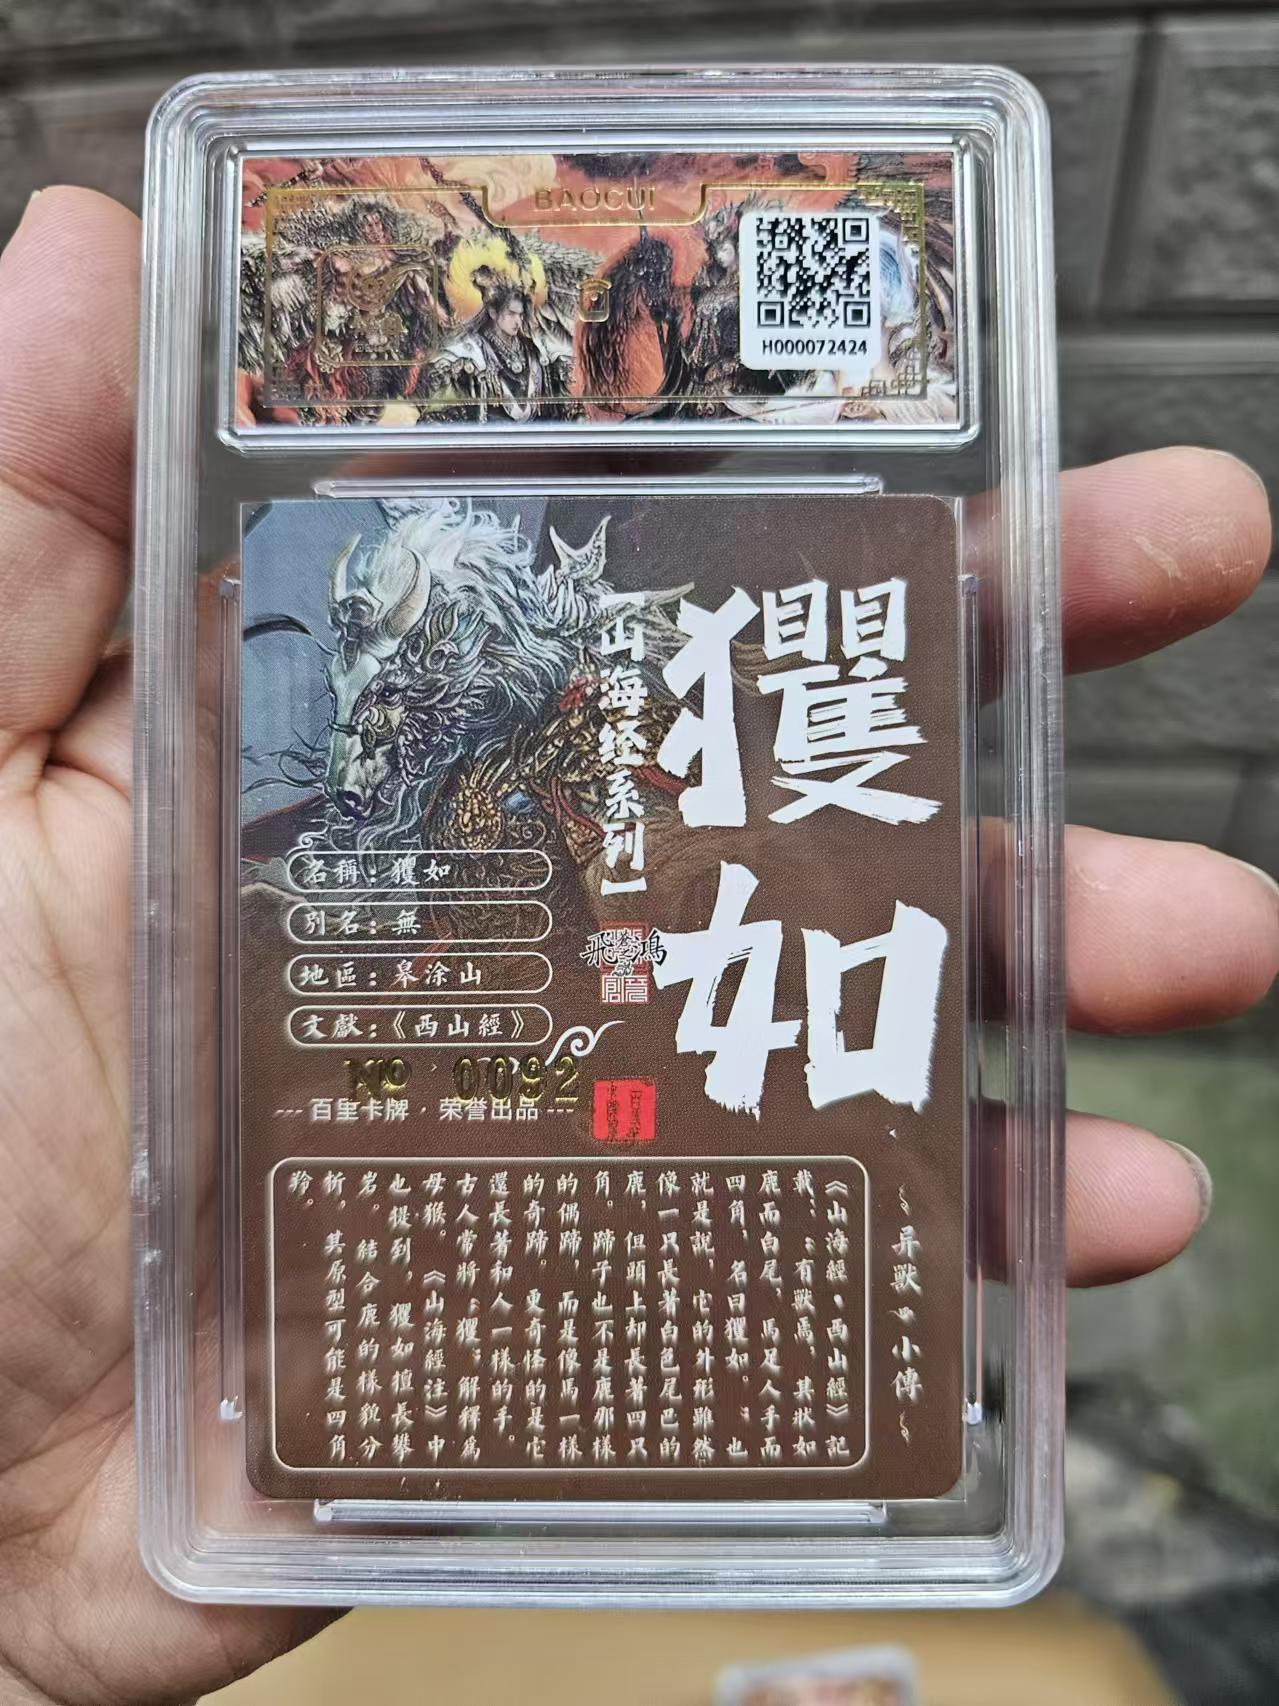 BAOCUI
H000072424
玃如
【山海经系列】
名稱：玃如
別名：無
地區：皋涂山
文獻：《西山經》
№ 0092
--- 百里卡牌 · 荣誉出品 ---
异獸 小傳
《山海經·西山經》記
載：：有獸焉，其狀如
鹿而白尾，馬足人手而
四角，名曰玃如。：也
就是說，它的外形雖然
像一只長著白色尾巴的
鹿，但頭上却長著四只
角。蹄子也不是鹿那樣
的偶蹄，而是像馬一樣
的奇蹄。更奇怪的是它
還長著和人一樣的手。
古人常將：玃：解釋爲
母猴。《山海經注》中
也提到，玃如擅長攀
岩。結合鹿的樣貌分
析，其原型可能是四角
羚。